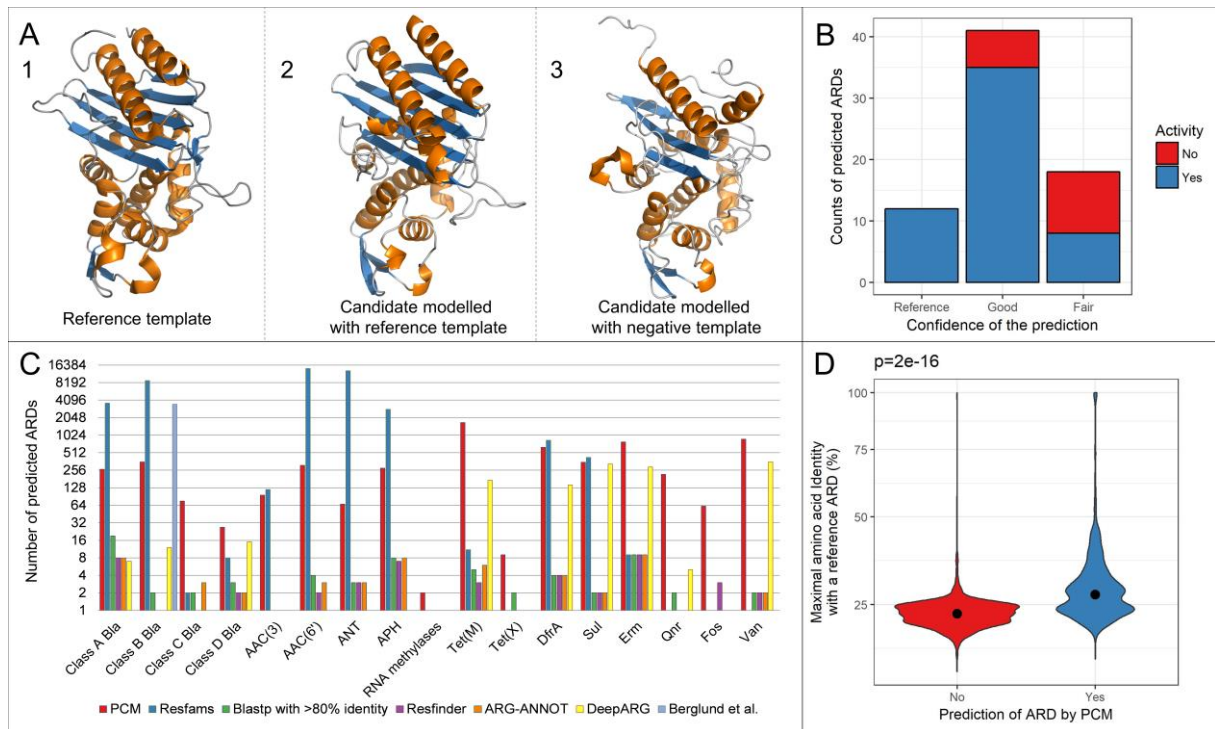 A
1
2
3
Reference template
Candidate modelled
with reference template
Candidate modelled
with negative template
B
Counts of predicted ARDs
40
30
20
10
0
Reference
Good
Fair
Confidence of the prediction
Activity
No
Yes
C
Number of predicted ARDs
16384
8192
4096
2048
1024
512
256
128
64
32
16
8
4
2
1
Class A Bla
Class B Bla
Class C Bla
Class D Bla
AAC(3)
AAC(6')
ANT
APH
RNA methylases
Tet(M)
Tet(X)
DfrA
Sul
Erm
Qnr
Fos
Van
PCM
Resfams
Blastp with >80% identity
Resfinder
ARG-ANNOT
DeepARG
Berglund et al.
D
p=2e-16
Maximal amino acid Identity
with a reference ARD (%)
100
75
50
25
No
Yes
Prediction of ARD by PCM